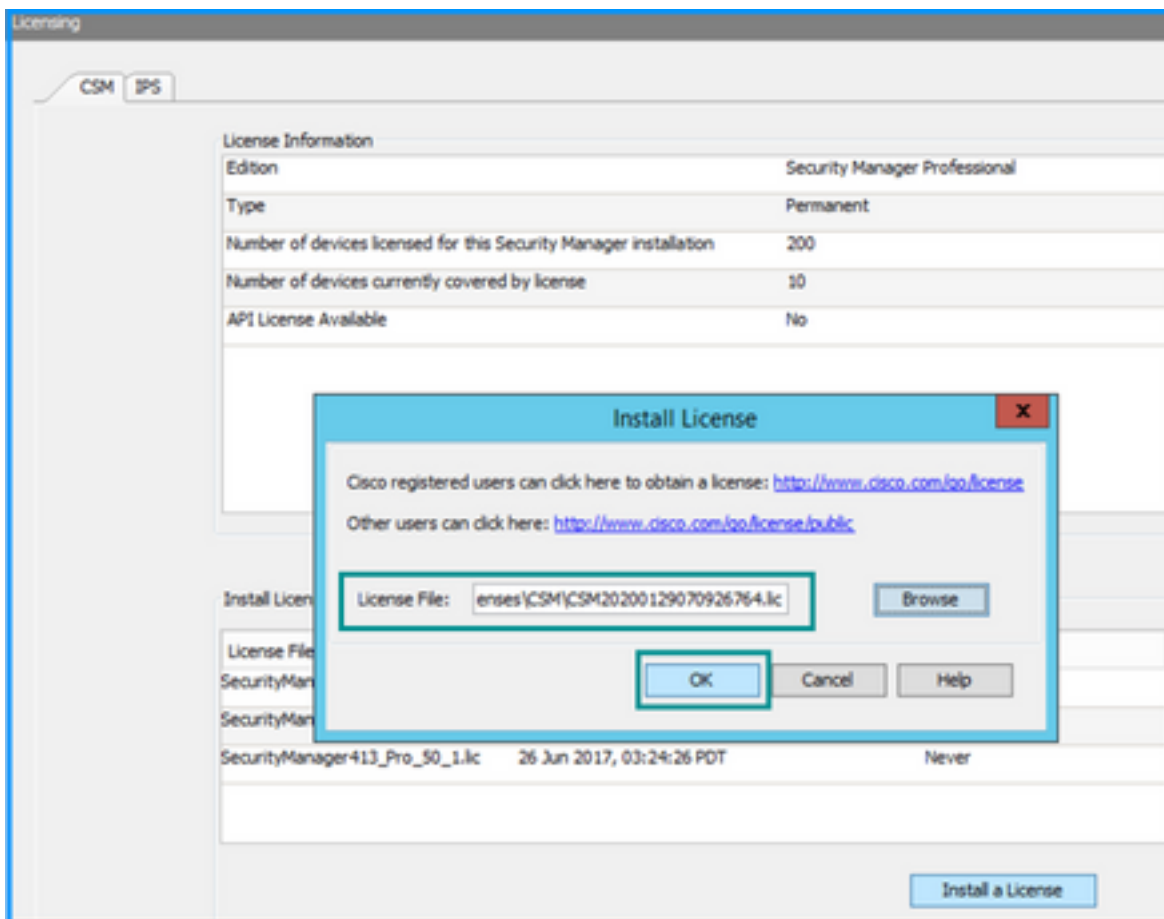 Licensing
CSM IPS
License Information
Edition Security Manager Professional
Type Permanent
Number of devices licensed for this Security Manager installation 200
Number of devices currently covered by license 10
API License Available No
Install License
X
Cisco registered users can click here to obtain a license: http://www.cisco.com/go/license
Other users can click here: http://www.cisco.com/go/license/public
Install Licen
License File: enses\CSM\CSM20200129070926764.lic Browse
License File
OK Cancel Help
SecurityMan
SecurityMan
SecurityManager413_Pro_50_1.lic 26 Jun 2017, 03:24:26 PDT Never
Install a License